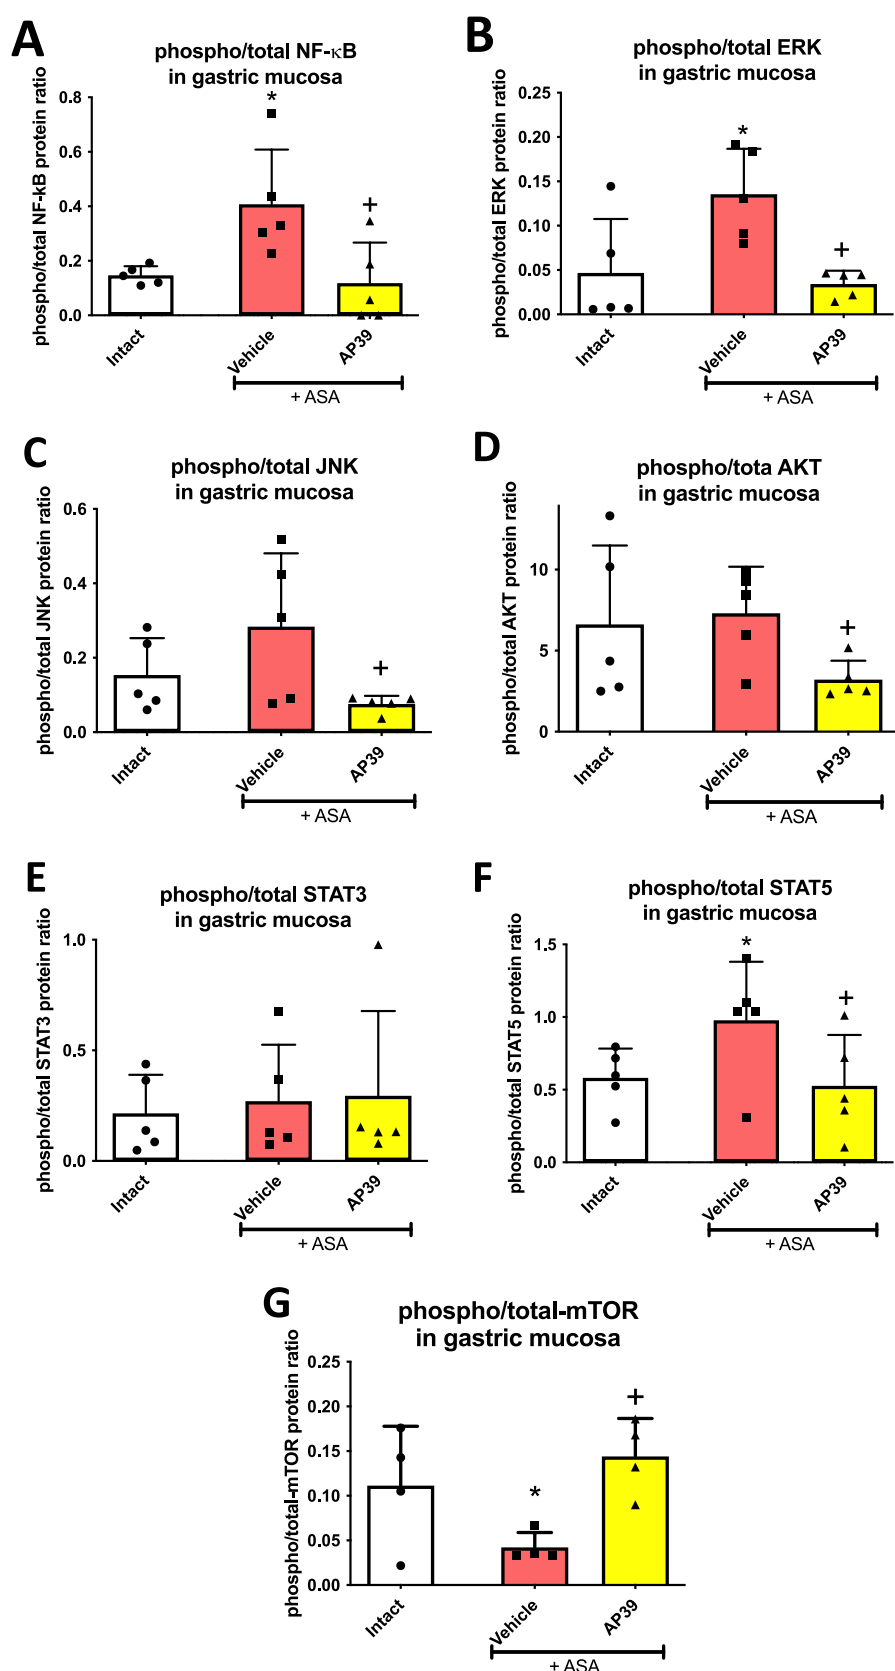 A
phospho/total NF-κB
in gastric mucosa
phospho/total NF-kB protein ratio
0.8
0.6
0.4
0.2
0.0
*
+
Intact
Vehicle
AP39
+ ASA
B
phospho/total ERK
in gastric mucosa
phospho/total ERK protein ratio
0.25
0.20
0.15
0.10
0.05
0.00
*
+
Intact
Vehicle
AP39
+ ASA
C
phospho/total JNK
in gastric mucosa
phospho/total JNK protein ratio
0.6
0.4
0.2
0.0
+
Intact
Vehicle
AP39
+ ASA
D
phospho/tota AKT
in gastric mucosa
phospho/total AKT protein ratio
10
5
0
+
Intact
Vehicle
AP39
+ ASA
E
phospho/total STAT3
in gastric mucosa
phospho/total STAT3 protein ratio
1.0
0.5
0.0
Intact
Vehicle
AP39
+ ASA
F
phospho/total STAT5
in gastric mucosa
phospho/total STAT5 protein ratio
1.5
1.0
0.5
0.0
*
+
Intact
Vehicle
AP39
+ ASA
G
phospho/total-mTOR
in gastric mucosa
phospho/total-mTOR protein ratio
0.25
0.20
0.15
0.10
0.05
0.00
*
+
Intact
Vehicle
AP39
+ ASA